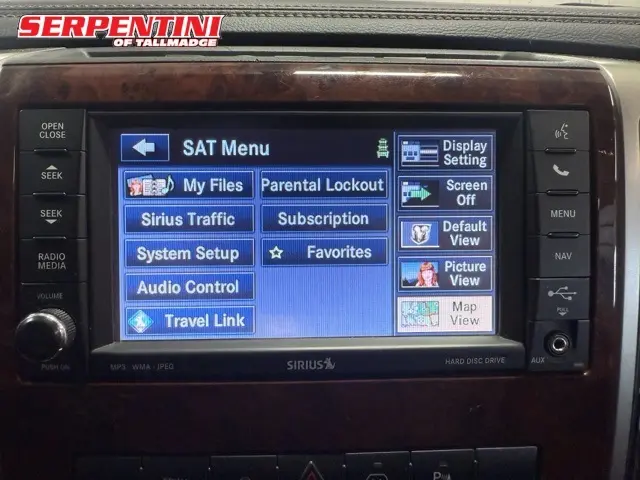 SERPENTINI
OF TALLMADGE
OPEN
CLOSE
SEEK
SEEK
RADIO
MEDIA
VOLUME
PUSH ON
SAT Menu
My Files
Parental Lockout
Sirius Traffic
Subscription
System Setup
Favorites
Audio Control
Travel Link
Display
Setting
Screen
Off
Default
View
Picture
View
Map
View
MENU
NAV
PULL
AUX
MP3 WMA - JPEG
SIRIUS
HARD DISC DRIVE
P